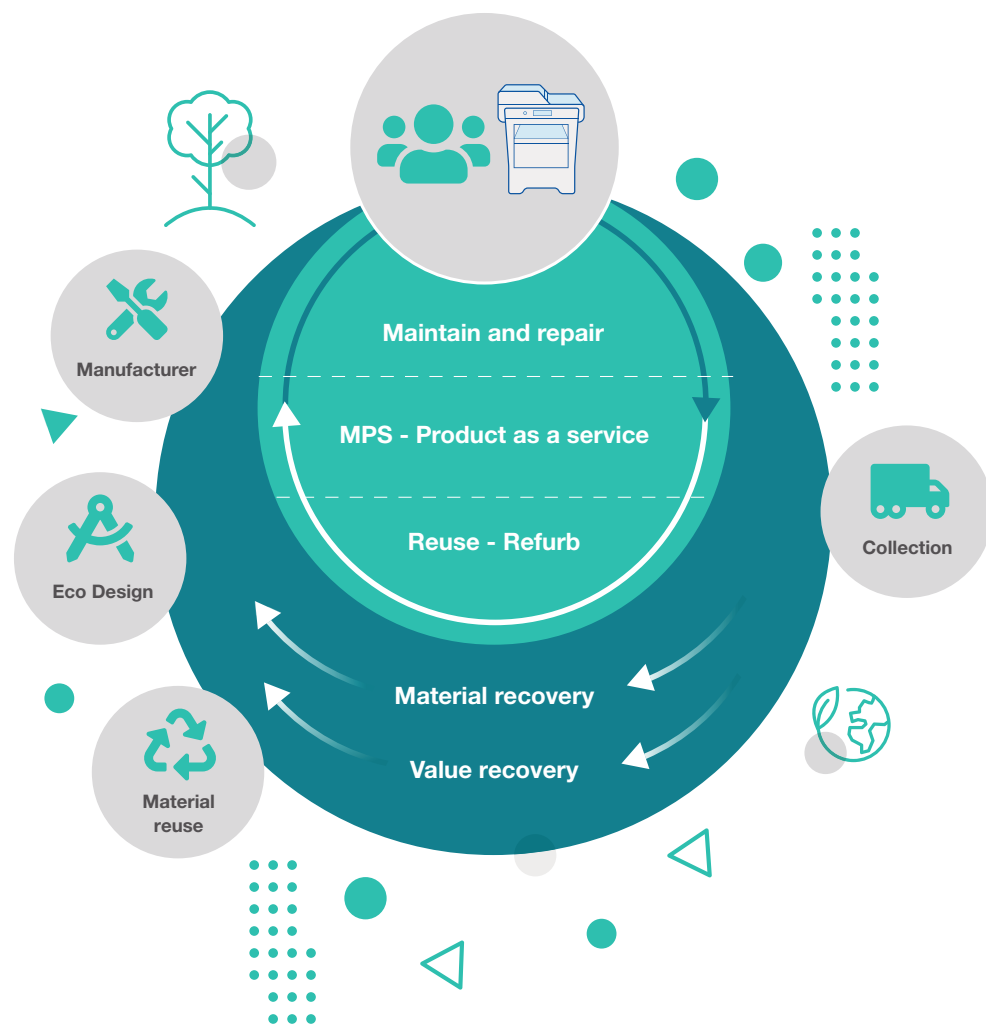 Maintain and repair
Manufacturer
MPS - Product as a service
Reuse - Refurb
Collection
Eco Design
Material recovery
Value recovery
Material
reuse